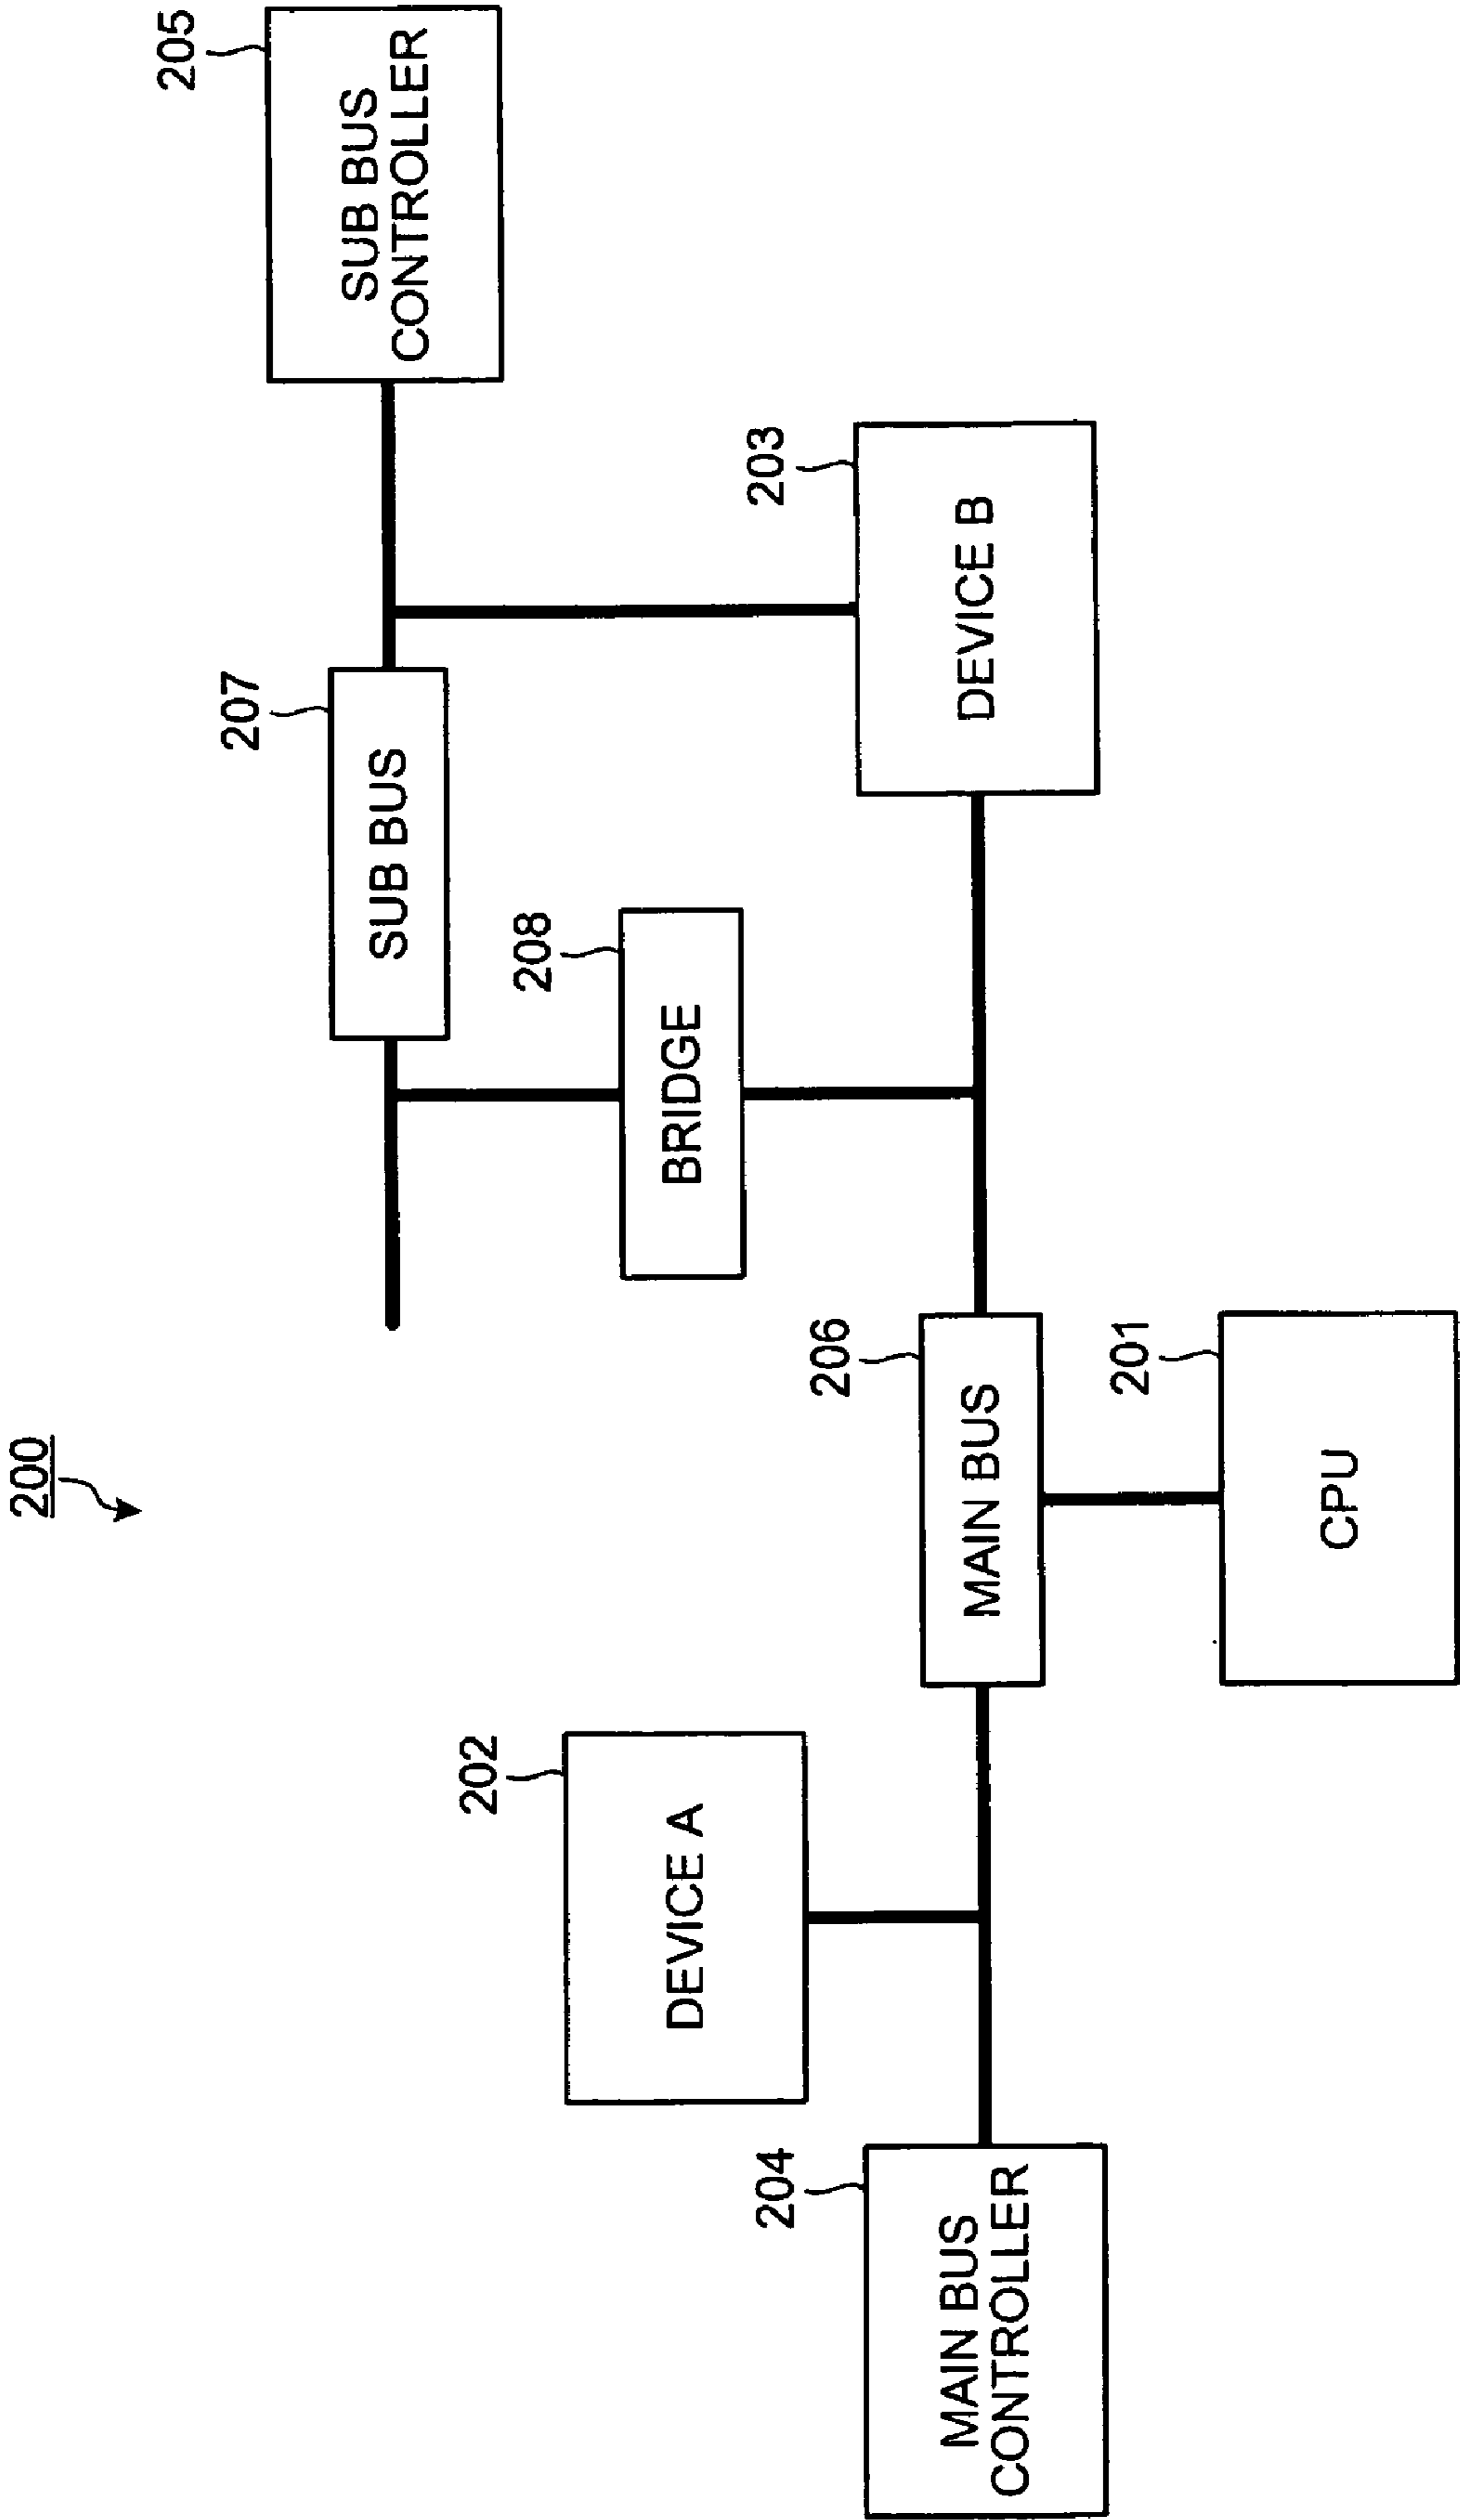 200
205
SUB BUS
CONTROLLER
207
SUB BUS
208
BRIDGE
203
DEVICE B
202
DEVICE A
206
MAIN BUS
204
MAIN BUS
CONTROLLER
201
CPU